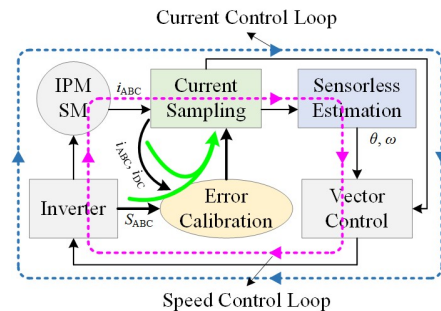 Current Control Loop
IPM
SM
iABC
Current
Sampling
Sensorless
Estimation
iABC, iDC
θ, ω
Inverter
SABC
Error
Calibration
Vector
Control
Speed Control Loop